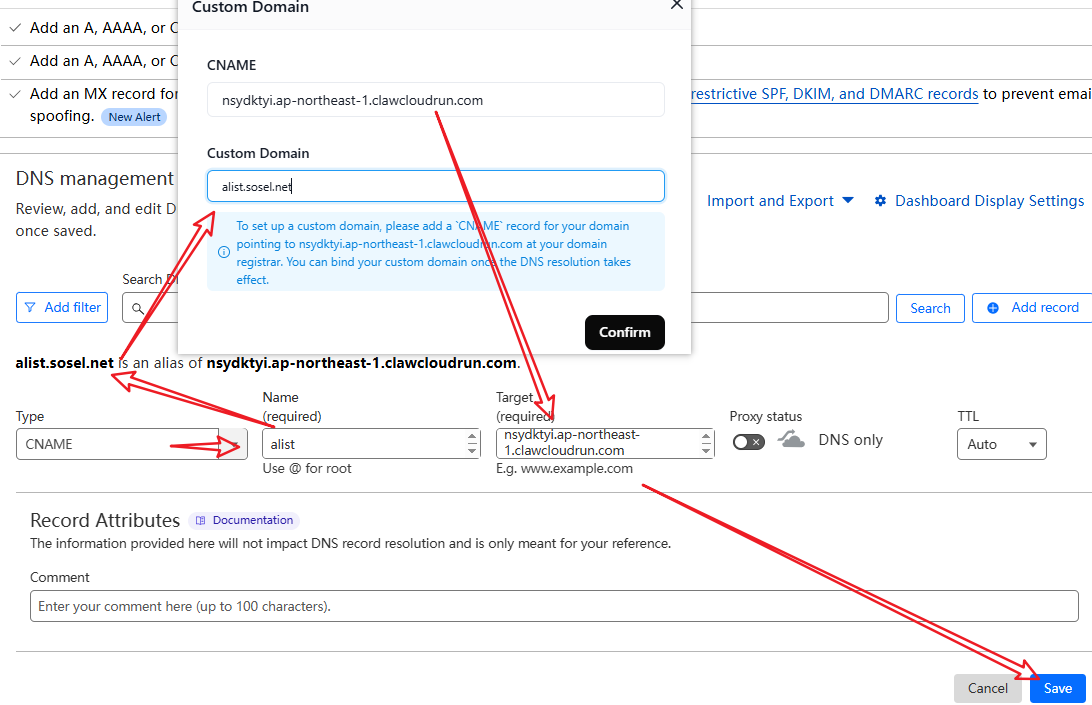 Custom Domain
Add an A, AAAA, or C
CNAME
Add an A, AAAA, or C
Add an MX record for
nsydktyi.ap-northeast-1.clawcloudrun.com
restrictive SPF, DKIM, and DMARC records to prevent emai
spoofing. New Alert
Custom Domain
DNS management
alist.sosel.net
Import and Export
Dashboard Display Settings
Review, add, and edit D
once saved.
To set up a custom domain, please add a `CNAME` record for your domain
pointing to nsydktyi.ap-northeast-1.clawcloudrun.com at your domain
registrar. You can bind your custom domain once the DNS resolution takes
effect.
Search D
Add filter
Search
Add record
Confirm
alist.sosel.net is an alias of nsydktyi.ap-northeast-1.clawcloudrun.com.
Type
Name
(required)
Target
(required)
Proxy status
TTL
CNAME
alist
nsydktyi.ap-northeast-
1.clawcloudrun.com
DNS only
Auto
Use @ for root
E.g. www.example.com
Record Attributes
Documentation
The information provided here will not impact DNS record resolution and is only meant for your reference.
Comment
Enter your comment here (up to 100 characters).
Cancel
Save